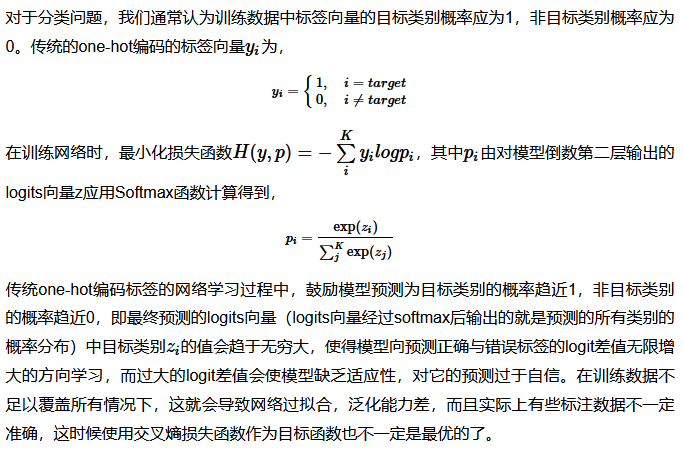 对于分类问题，我们通常认为训练数据中标签向量的目标类别概率应为1，非目标类别概率应为
0。传统的one-hot编码的标签向量y_i为，
y_i = { 1, i = target
0, i ≠ target
在训练网络时，最小化损失函数H(y, p) = −∑_i^K y_i logp_i，其中p_i由对模型倒数第二层输出的
logits向量z应用Softmax函数计算得到，
p_i = exp(z_i) / ∑_j^K exp(z_j)
传统one-hot编码标签的网络学习过程中，鼓励模型预测为目标类别的概率趋近1，非目标类别
的概率趋近0，即最终预测的logits向量（logits向量经过softmax后输出的就是预测的所有类别的
概率分布）中目标类别z_i的值会趋于无穷大，使得模型向预测正确与错误标签的logit差值无限增
大的方向学习，而过大的logit差值会使模型缺乏适应性，对它的预测过于自信。在训练数据不
足以覆盖所有情况下，这就会导致网络过拟合，泛化能力差，而且实际上有些标注数据不一定
准确，这时候使用交叉熵损失函数作为目标函数也不一定是最优的了。